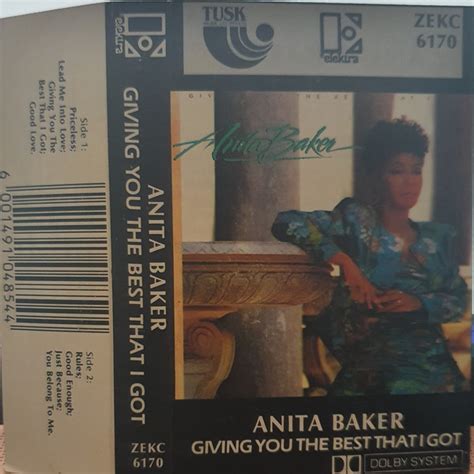 elektra
TUSK
elektra
ZEKC
6170
Anita Baker
ANITA BAKER
GIVING YOU THE BEST THAT I GOT
DOLBY SYSTEM
ANITA BAKER
GIVING YOU THE BEST THAT I GOT
ZEKC
6170
Side 1:
Priceless;
Lead Me Into Love;
Giving You The
Best That I Got;
Good Love.
Side 2:
Rules;
Good Enough;
Just Because;
You Belong To Me.
6 001491 048544